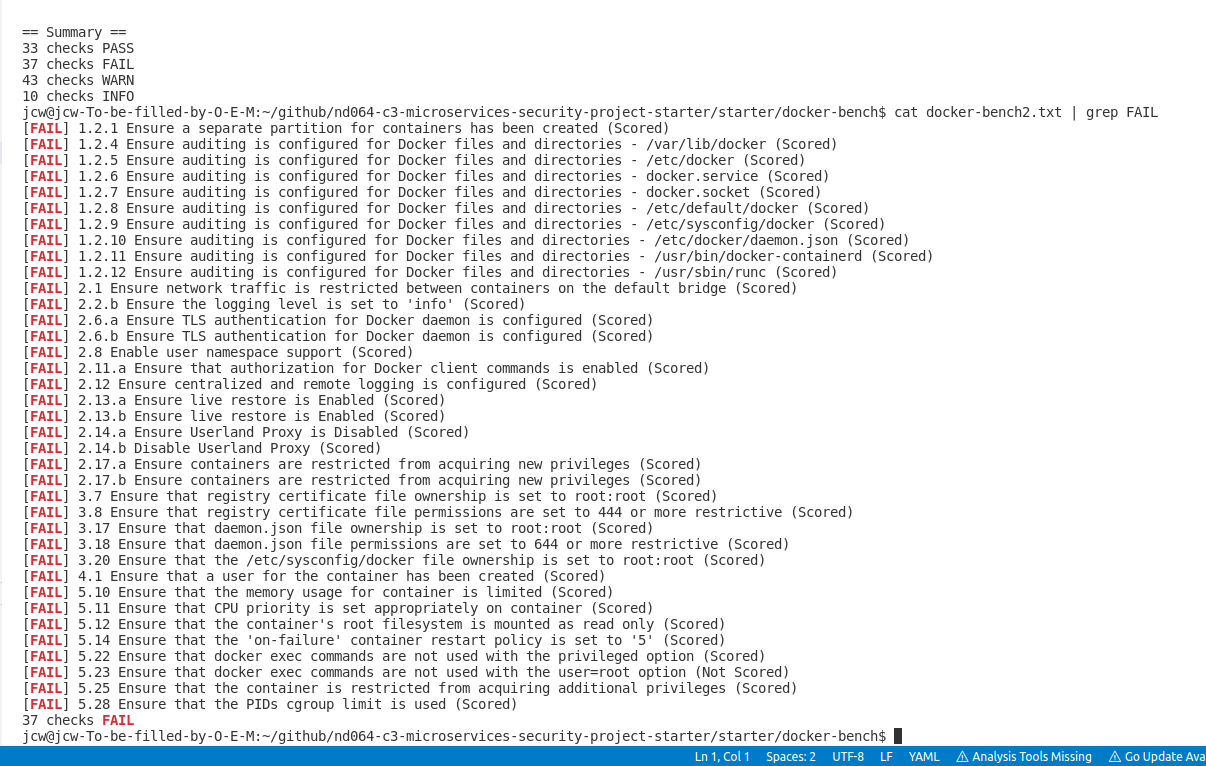 == Summary ==
33 checks PASS
37 checks FAIL
43 checks WARN
10 checks INFO
jcw@jcw-To-be-filled-by-O-E-M:~/github/nd064-c3-microservices-security-project-starter/starter/docker-bench$ cat docker-bench2.txt | grep FAIL
[FAIL] 1.2.1 Ensure a separate partition for containers has been created (Scored)
[FAIL] 1.2.4 Ensure auditing is configured for Docker files and directories - /var/lib/docker (Scored)
[FAIL] 1.2.5 Ensure auditing is configured for Docker files and directories - /etc/docker (Scored)
[FAIL] 1.2.6 Ensure auditing is configured for Docker files and directories - docker.service (Scored)
[FAIL] 1.2.7 Ensure auditing is configured for Docker files and directories - docker.socket (Scored)
[FAIL] 1.2.8 Ensure auditing is configured for Docker files and directories - /etc/default/docker (Scored)
[FAIL] 1.2.9 Ensure auditing is configured for Docker files and directories - /etc/sysconfig/docker (Scored)
[FAIL] 1.2.10 Ensure auditing is configured for Docker files and directories - /etc/docker/daemon.json (Scored)
[FAIL] 1.2.11 Ensure auditing is configured for Docker files and directories - /usr/bin/docker-containerd (Scored)
[FAIL] 1.2.12 Ensure auditing is configured for Docker files and directories - /usr/sbin/runc (Scored)
[FAIL] 2.1 Ensure network traffic is restricted between containers on the default bridge (Scored)
[FAIL] 2.2.b Ensure the logging level is set to 'info' (Scored)
[FAIL] 2.6.a Ensure TLS authentication for Docker daemon is configured (Scored)
[FAIL] 2.6.b Ensure TLS authentication for Docker daemon is configured (Scored)
[FAIL] 2.8 Enable user namespace support (Scored)
[FAIL] 2.11.a Ensure that authorization for Docker client commands is enabled (Scored)
[FAIL] 2.12 Ensure centralized and remote logging is configured (Scored)
[FAIL] 2.13.a Ensure live restore is Enabled (Scored)
[FAIL] 2.13.b Ensure live restore is Enabled (Scored)
[FAIL] 2.14.a Ensure Userland Proxy is Disabled (Scored)
[FAIL] 2.14.b Disable Userland Proxy (Scored)
[FAIL] 2.17.a Ensure containers are restricted from acquiring new privileges (Scored)
[FAIL] 2.17.b Ensure containers are restricted from acquiring new privileges (Scored)
[FAIL] 3.7 Ensure that registry certificate file ownership is set to root:root (Scored)
[FAIL] 3.8 Ensure that registry certificate file permissions are set to 444 or more restrictive (Scored)
[FAIL] 3.17 Ensure that daemon.json file ownership is set to root:root (Scored)
[FAIL] 3.18 Ensure that daemon.json file permissions are set to 644 or more restrictive (Scored)
[FAIL] 3.20 Ensure that the /etc/sysconfig/docker file ownership is set to root:root (Scored)
[FAIL] 4.1 Ensure that a user for the container has been created (Scored)
[FAIL] 5.10 Ensure that the memory usage for container is limited (Scored)
[FAIL] 5.11 Ensure that CPU priority is set appropriately on container (Scored)
[FAIL] 5.12 Ensure that the container's root filesystem is mounted as read only (Scored)
[FAIL] 5.14 Ensure that the 'on-failure' container restart policy is set to '5' (Scored)
[FAIL] 5.22 Ensure that docker exec commands are not used with the privileged option (Scored)
[FAIL] 5.23 Ensure that docker exec commands are not used with the user=root option (Not Scored)
[FAIL] 5.25 Ensure that the container is restricted from acquiring additional privileges (Scored)
[FAIL] 5.28 Ensure that the PIDs cgroup limit is used (Scored)
37 checks FAIL
jcw@jcw-To-be-filled-by-O-E-M:~/github/nd064-c3-microservices-security-project-starter/starter/docker-bench$
Ln 1, Col 1 Spaces: 2 UTF-8 LF YAML Analysis Tools Missing Go Update Ava